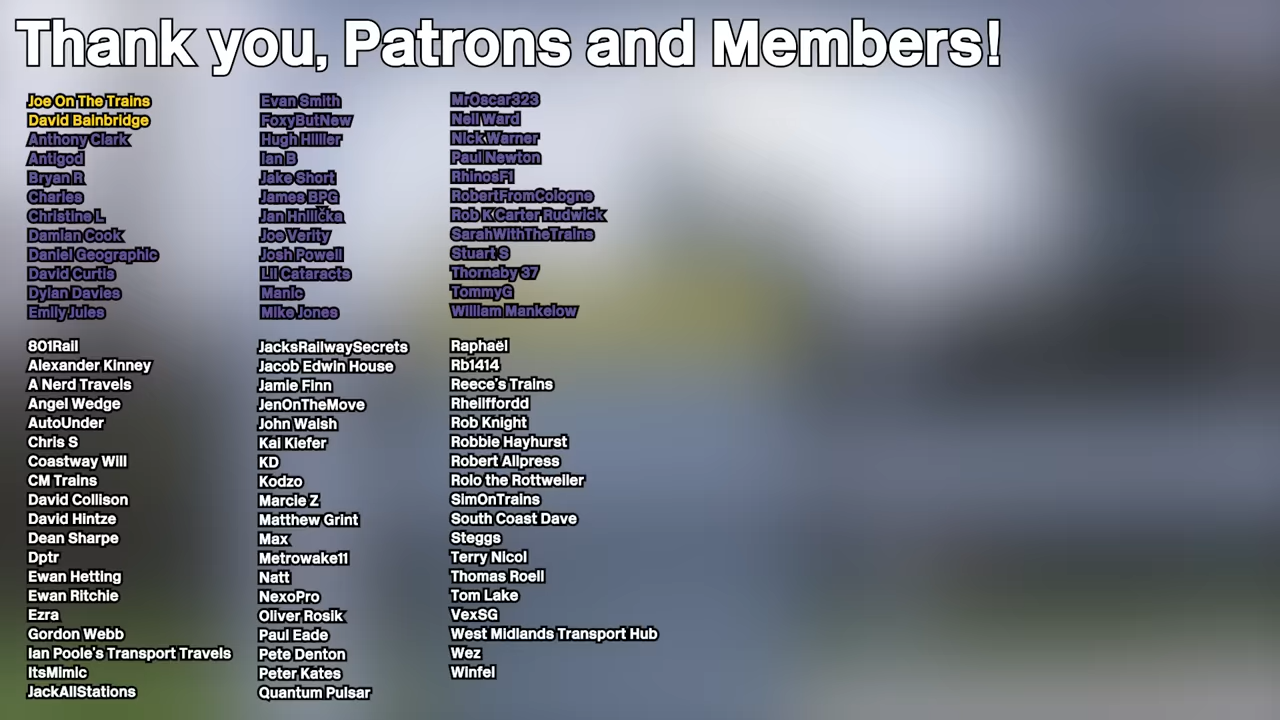 Thank you, Patrons and Members!
Joe On The Trains
David Bainbridge
Anthony Clark
Antigod
Bryan R
Charles
Christine L
Damian Cook
Daniel Geographic
David Curtis
Dylan Davies
Emily Jules
Evan Smith
FoxyButNew
Hugh Hillier
Ian B
Jake Short
James BPG
Jan Hnilička
Joe Verity
Josh Powell
Lil Cataracts
Manic
Mike Jones
MrOscar323
Neil Ward
Nick Warner
Paul Newton
RhinosF1
RobertFromCologne
Rob K Carter Rudwick
SarahWithTheTrains
Stuart S
Thornaby 37
TommyG
William Mankelow
801Rail
Alexander Kinney
A Nerd Travels
Angel Wedge
AutoUnder
Chris S
Coastway Will
CM Trains
David Collison
David Hintze
Dean Sharpe
Dptr
Ewan Hetting
Ewan Ritchie
Ezra
Gordon Webb
Ian Poole's Transport Travels
ItsMimic
JackAllStations
JacksRailwaySecrets
Jacob Edwin House
Jamie Finn
JenOnTheMove
John Walsh
Kai Kiefer
KD
Kodzo
Marcie Z
Matthew Grint
Max
Metrowake11
Natt
NexoPro
Oliver Rosik
Paul Eade
Pete Denton
Peter Kates
Quantum Pulsar
Raphaël
Rb1414
Reece's Trains
Rheliffordd
Rob Knight
Robbie Hayhurst
Robert Allpress
Rolo the Rottweiler
SimOnTrains
South Coast Dave
Steggs
Terry Nicol
Thomas Roell
Tom Lake
VexSG
West Midlands Transport Hub
Wez
Winfel